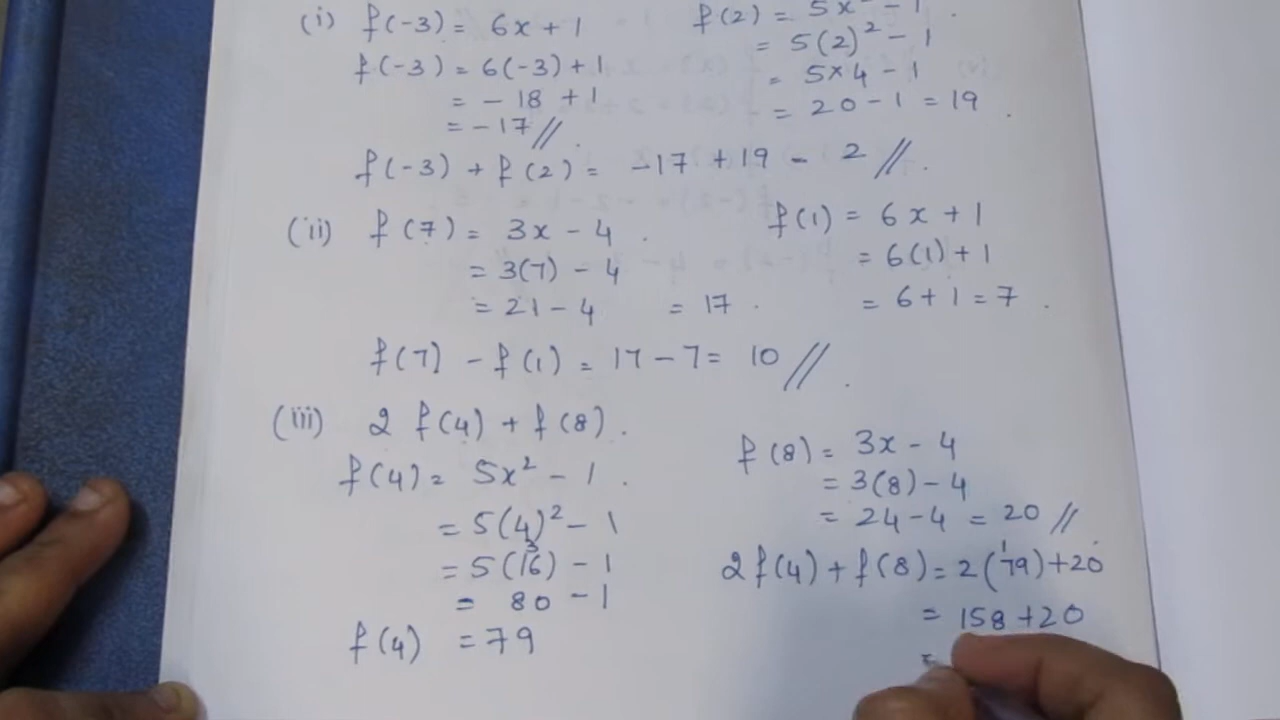 (i) f(-3) = 6x + 1
f(-3) = 6(-3) + 1
= - 18 + 1
= - 17 //.
f(2) = 5x² - 1 .
= 5(2)² - 1
= 5 × 4 - 1
= 20 - 1 = 19 .
f(-3) + f(2) = -17 + 19 - 2 //.
(ii) f(7) = 3x - 4 .
= 3(7) - 4
= 21 - 4 = 17 .
f(1) = 6x + 1
= 6(1) + 1
= 6 + 1 = 7 .
f(7) - f(1) = 17 - 7 = 10 // .
(iii) 2 f(4) + f(8) .
f(4) = 5x² - 1 .
= 5(4)² - 1
= 5(16) - 1
= 80 - 1
f(4) = 79
f(8) = 3x - 4
= 3(8) - 4
= 24 - 4 = 20 //
2f(4) + f(8) = 2(79) + 20
= 158 + 20
=